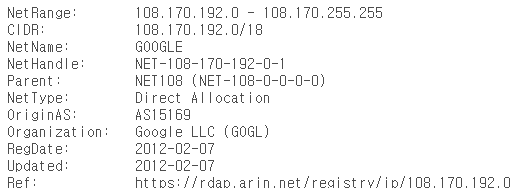 NetRange: 108.170.192.0 - 108.170.255.255
CIDR: 108.170.192.0/18
NetName: GOOGLE
NetHandle: NET-108-170-192-0-1
Parent: NET108 (NET-108-0-0-0-0)
NetType: Direct Allocation
OriginAS: AS15169
Organization: Google LLC (GOGL)
RegDate: 2012-02-07
Updated: 2012-02-07
Ref: https://rdap.arin.net/registry/ip/108.170.192.0